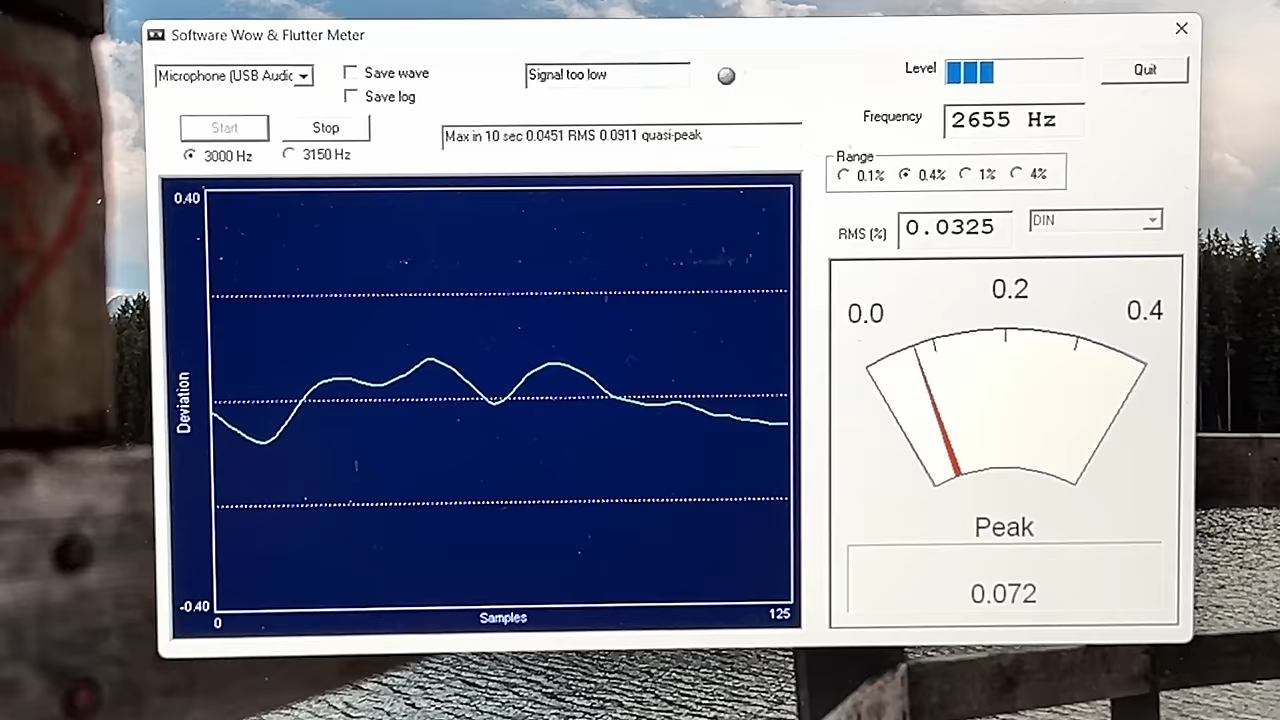 Software Wow & Flutter Meter
Microphone (USB Audic
Save wave
Save log
Signal too low
Level
Quit
Start
Stop
3000 Hz
3150 Hz
Max in 10 sec 0.0451 RMS 0.0911 quasi-peak
Frequency
2655 Hz
Range
0.1%
0.4%
1%
4%
RMS (%)
0.0325
DIN
0.40
Deviation
-0.40
0
Samples
125
0.0
0.2
0.4
Peak
0.072